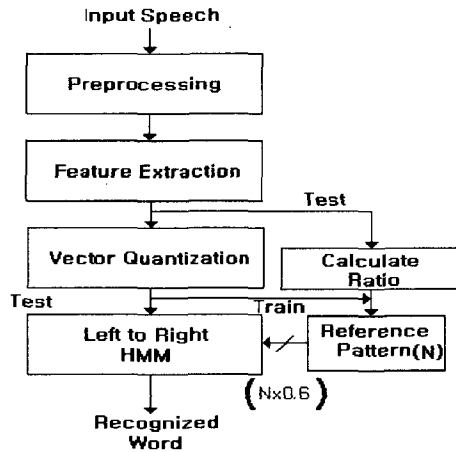 Input Speech
Preprocessing
Feature Extraction
Test
Vector Quantization
Calculate
Ratio
Test
Train
Left to Right
HMM
Reference
Pattern(N)
(N×0.6)
Recognized
Word